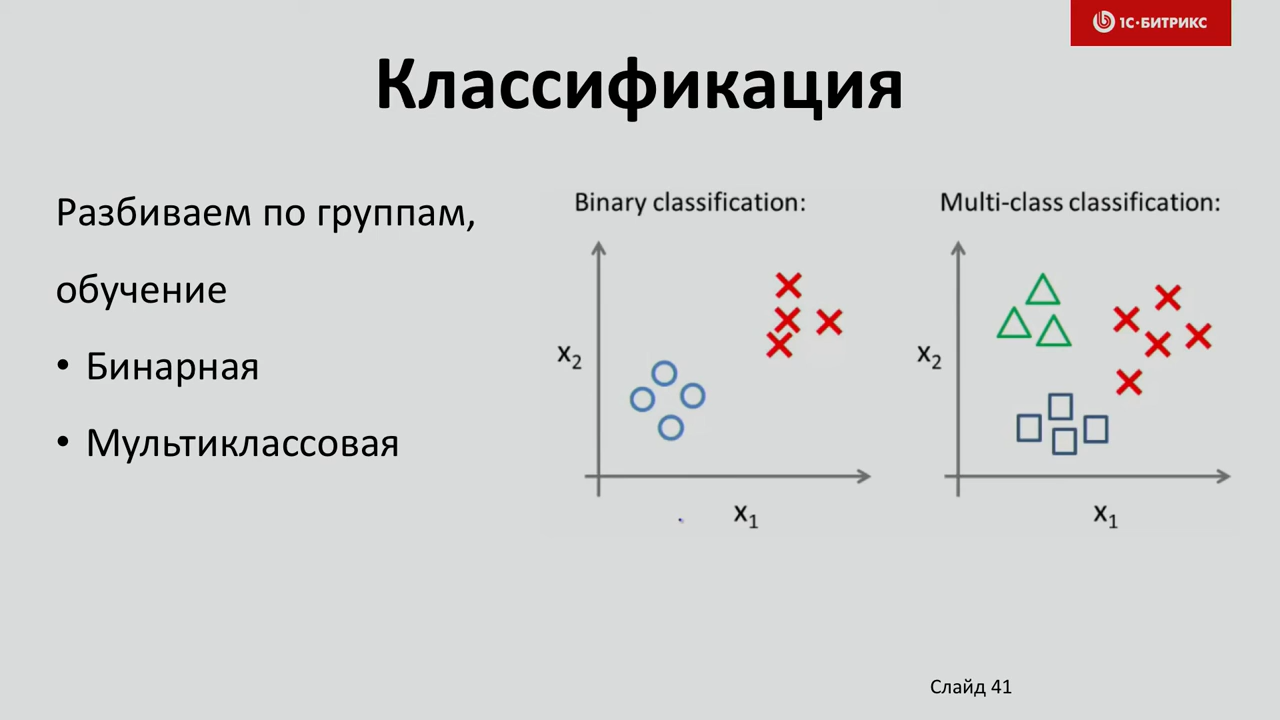 1С·БИТРИКС
Классификация
Разбиваем по группам,
обучение
• Бинарная
• Мультиклассовая
Binary classification:
x2
x1
Multi-class classification:
x2
x1
Слайд 41